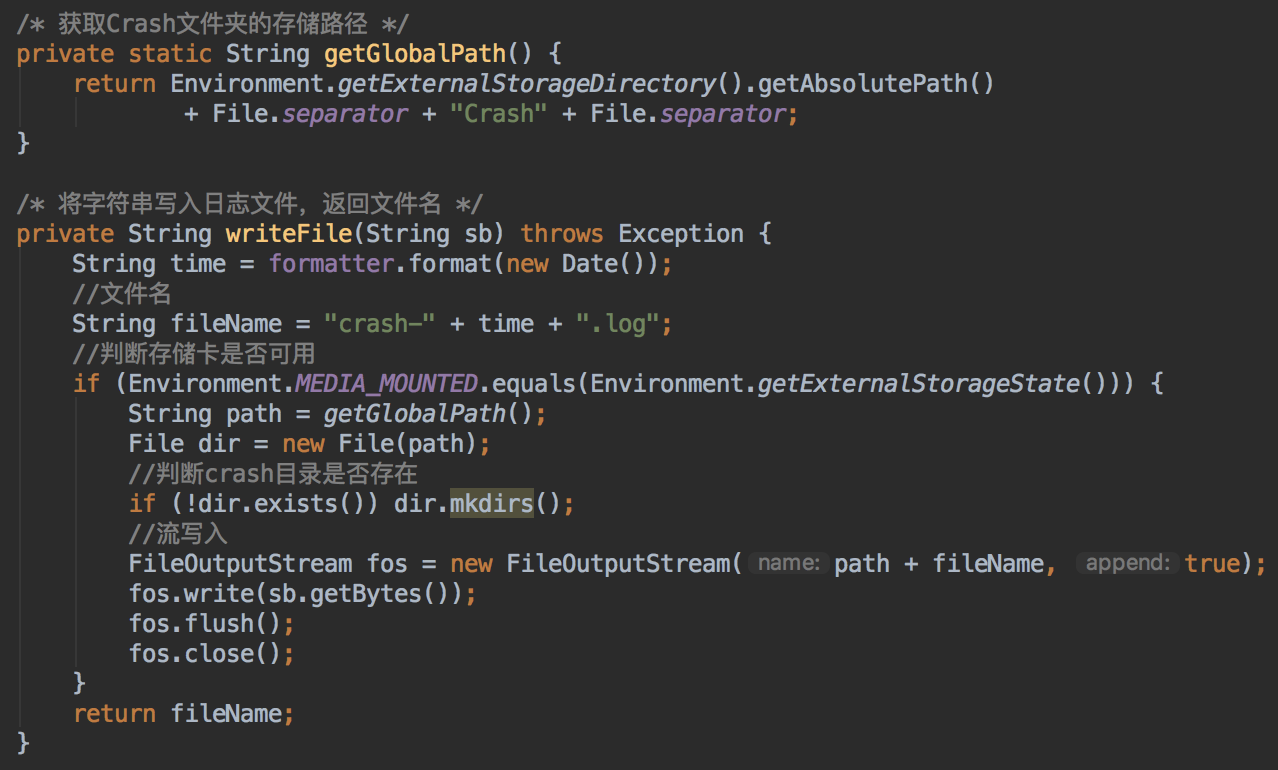 /* 获取Crash文件夹的存储路径 */
private static String getGlobalPath() {
return Environment.getExternalStorageDirectory().getAbsolutePath()
+ File.separator + "Crash" + File.separator;
}
/* 将字符串写入日志文件，返回文件名 */
private String writeFile(String sb) throws Exception {
String time = formatter.format(new Date());
//文件名
String fileName = "crash-" + time + ".log";
//判断存储卡是否可用
if (Environment.MEDIA_MOUNTED.equals(Environment.getExternalStorageState())) {
String path = getGlobalPath();
File dir = new File(path);
//判断crash目录是否存在
if (!dir.exists()) dir.mkdirs();
//流写入
FileOutputStream fos = new FileOutputStream( name: path + fileName, append: true);
fos.write(sb.getBytes());
fos.flush();
fos.close();
}
return fileName;
}